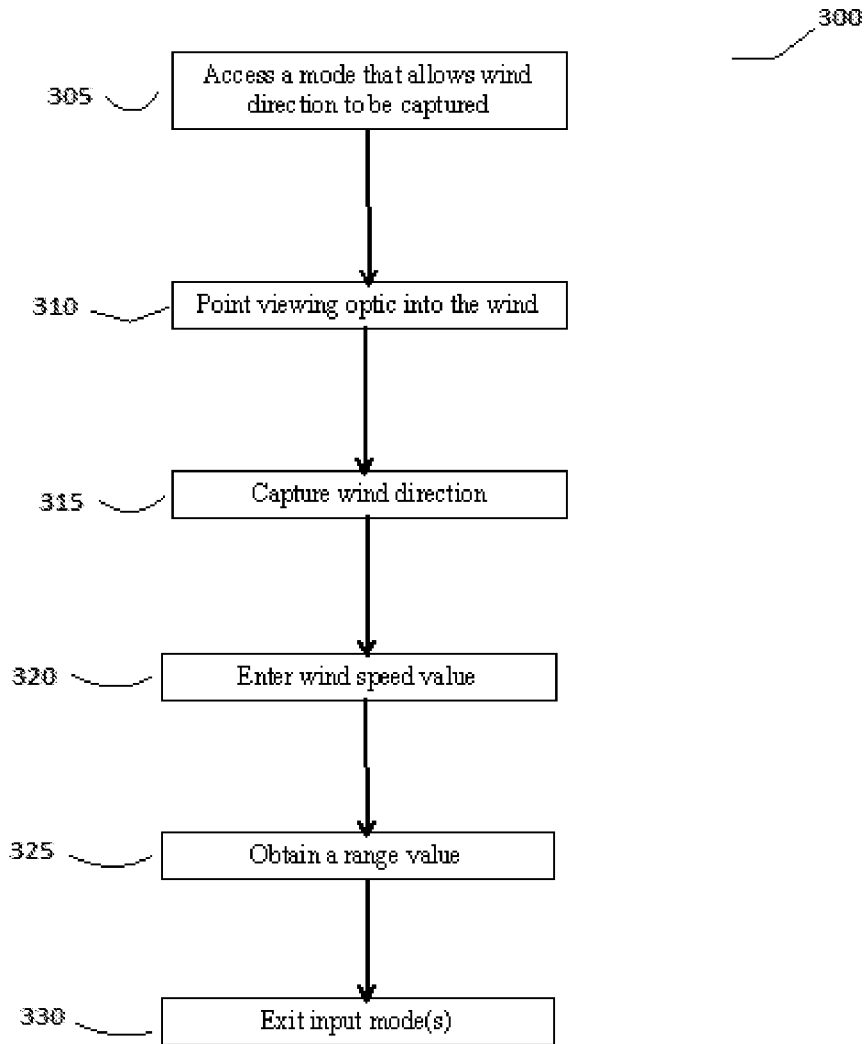 300
305
Access a mode that allows wind
direction to be captured
310
Point viewing optic into the wind
315
Capture wind direction
320
Enter wind speed value
325
Obtain a range value
330
Exit input mode(s)